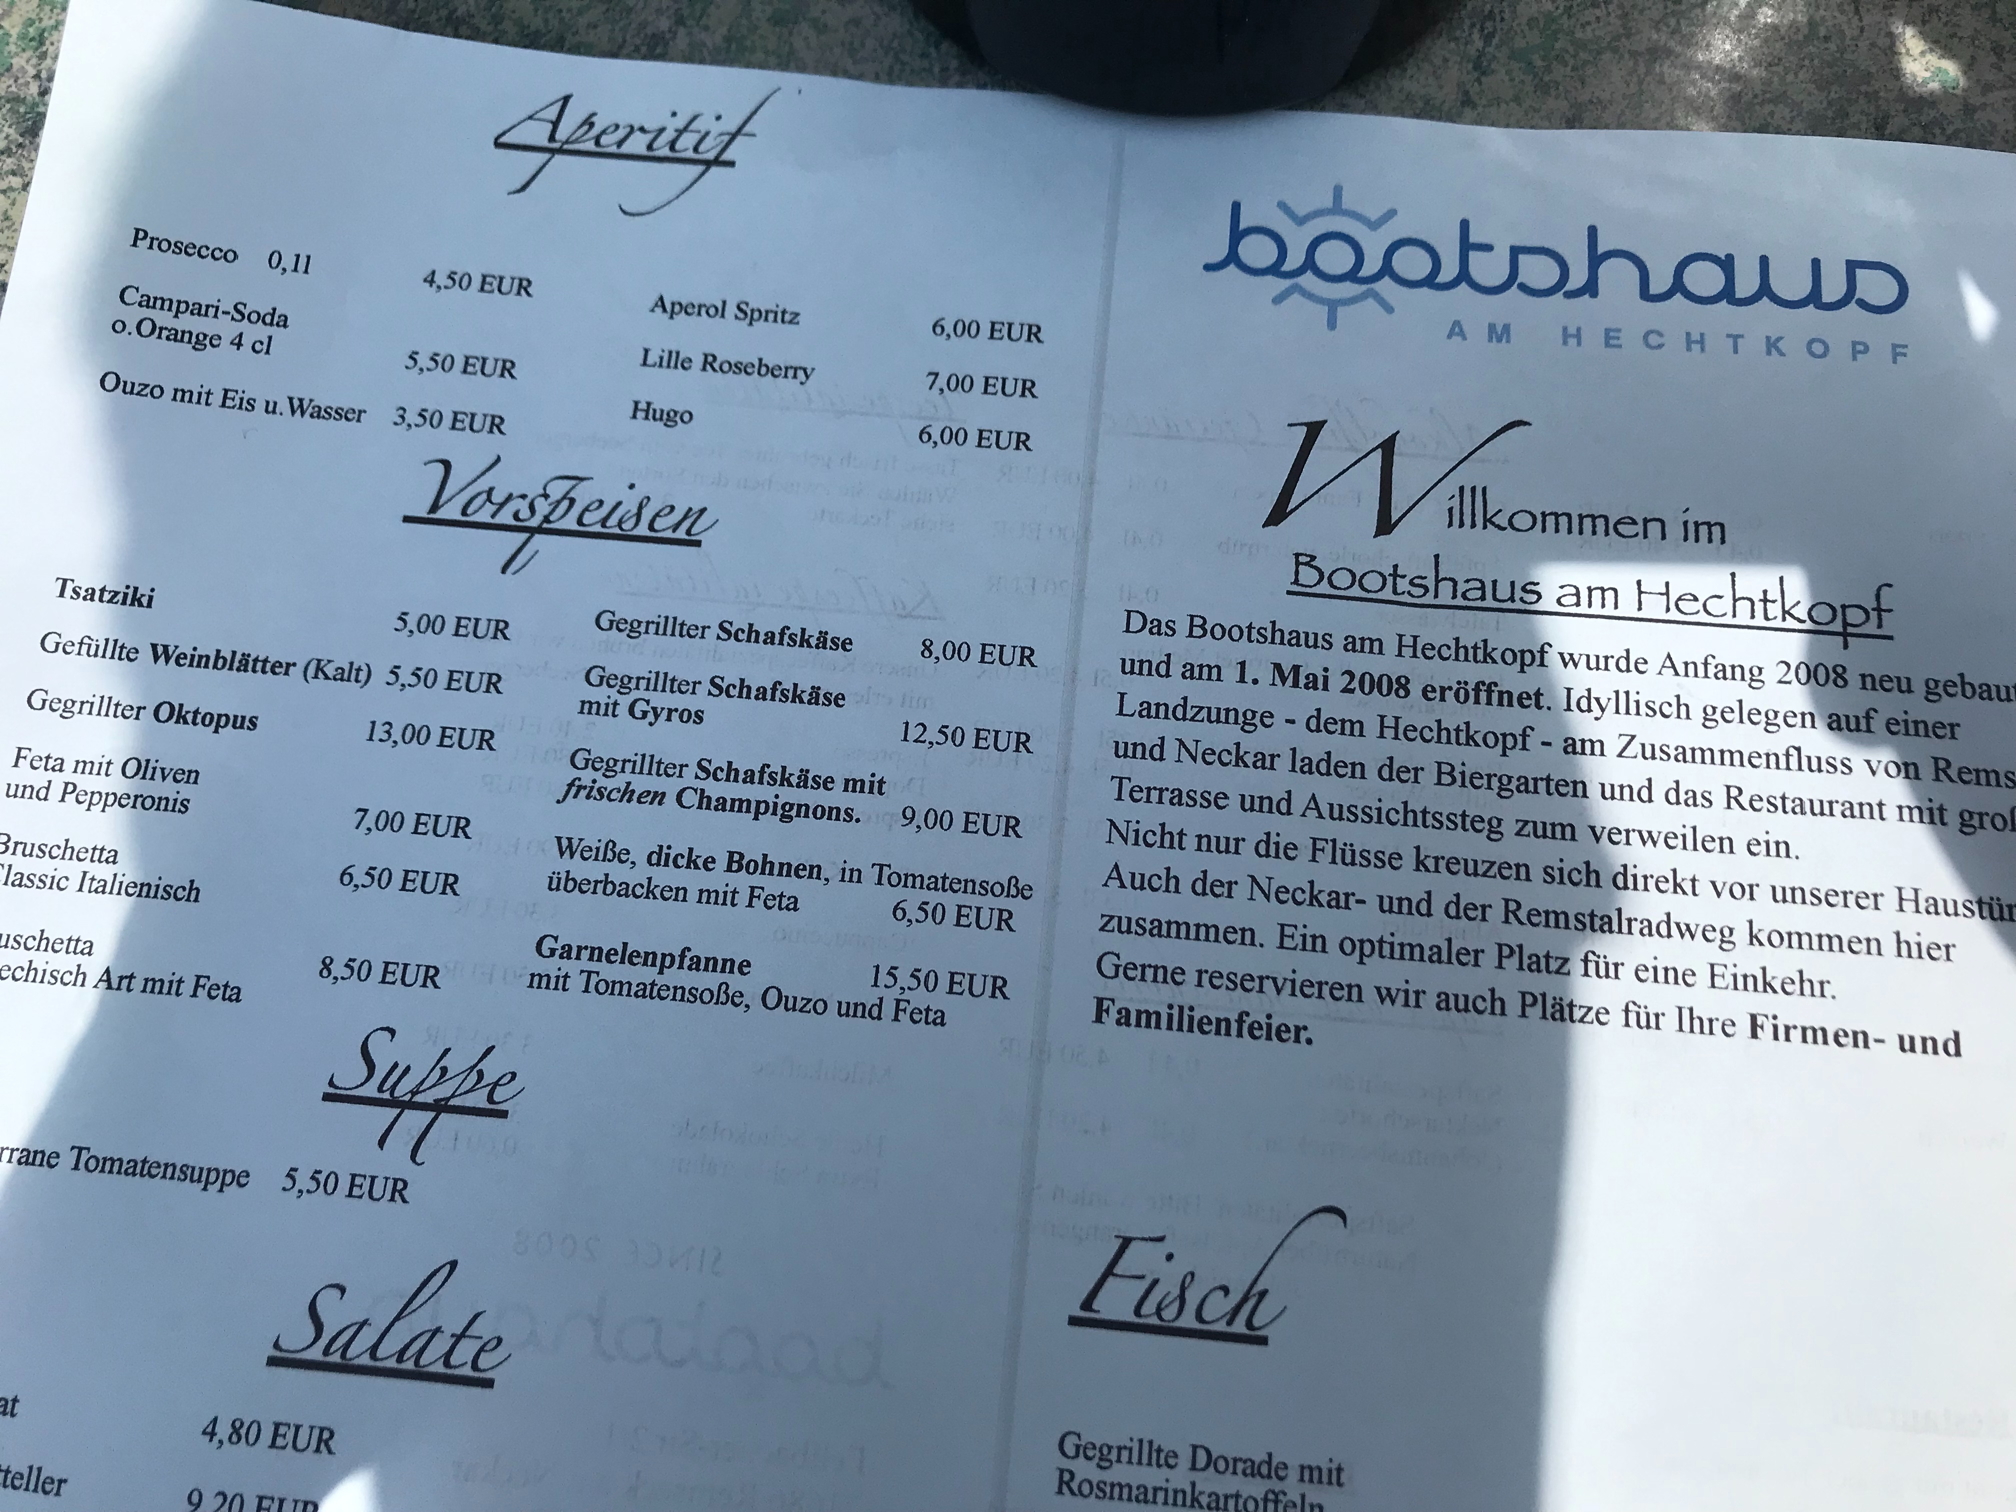 Aperitif
Prosecco 0,1l 4,50 EUR
Campari-Soda
o.Orange 4 cl 5,50 EUR
Ouzo mit Eis u.Wasser 3,50 EUR
Aperol Spritz 6,00 EUR
Lille Roseberry 7,00 EUR
Hugo 6,00 EUR
Vorspeisen
Tsatziki 5,00 EUR
Gefüllte Weinblätter (Kalt) 5,50 EUR
Gegrillter Oktopus 13,00 EUR
Feta mit Oliven
und Pepperonis 7,00 EUR
Bruschetta 6,50 EUR
Classic Italienisch
uschetta 8,50 EUR
echisch Art mit Feta
Gegrillter Schafskäse 8,00 EUR
Gegrillter Schafskäse
mit Gyros 12,50 EUR
Gegrillter Schafskäse mit
frischen Champignons. 9,00 EUR
Weiße, dicke Bohnen, in Tomatensoße
überbacken mit Feta 6,50 EUR
Garnelenpfanne 15,50 EUR
mit Tomatensoße, Ouzo und Feta
Suppe
rrane Tomatensuppe 5,50 EUR
Salate
at 4,80 EUR
teller 9,20 EUR
bootshaus
AM HECHTKOPF
Willkommen im
Bootshaus am Hechtkopf
Das Bootshaus am Hechtkopf wurde Anfang 2008 neu gebaut
und am 1. Mai 2008 eröffnet. Idyllisch gelegen auf einer
Landzunge - dem Hechtkopf - am Zusammenfluss von Rems
und Neckar laden der Biergarten und das Restaurant mit groß
Terrasse und Aussichtssteg zum verweilen ein.
Nicht nur die Flüsse kreuzen sich direkt vor unserer Haustür
Auch der Neckar- und der Remstalradweg kommen hier
zusammen. Ein optimaler Platz für eine Einkehr.
Gerne reservieren wir auch Plätze für Ihre Firmen- und
Familienfeier.
Fisch
Gegrillte Dorade mit
Rosmarinkartoffeln